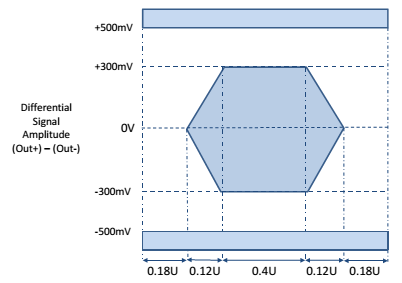 +500mV
+300mV
Differential
Signal
Amplitude
(Out+) – (Out-)
0V
-300mV
-500mV
0.18U 0.12U 0.4U 0.12U 0.18U